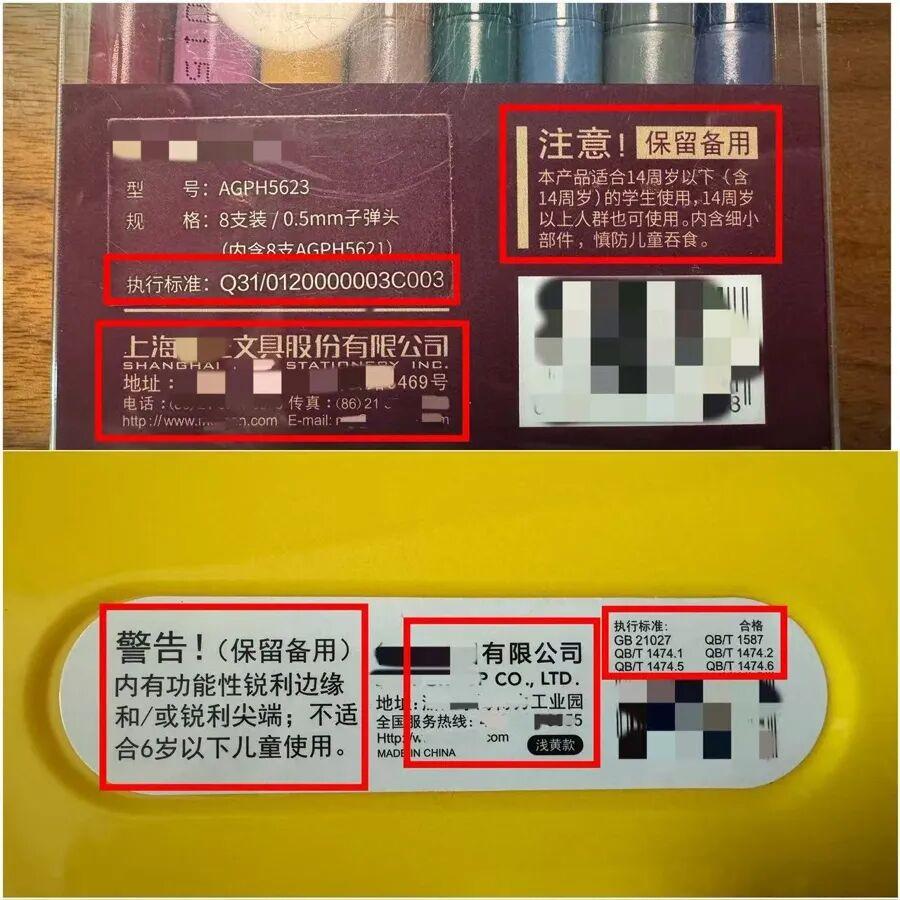 型 号：AGPH5623
规 格：8支装/0.5mm子弹头
（内含8支AGPH5621）
执行标准：Q31/0120000003C003
上海 文具股份有限公司
SHANGHAI STATIONERY INC.
地址： 469号
电话： 传真：(86)21
http://www. .com E-mail:
注意！ 保留备用
本产品适合14周岁以下（含
14周岁）的学生使用，14周岁
以上人群也可使用。内含细小
部件，慎防儿童吞食。
警告！（保留备用）
内有功能性锐利边缘
和/或锐利尖端；不适
合6岁以下儿童使用。
有限公司
CO., LTD.
地址: 工业园
全国服务热线:
Http://w .com
MADE IN CHINA
浅黄款
执行标准: 合格
GB 21027 QB/T 1587
QB/T 1474.1 QB/T 1474.2
QB/T 1474.5 QB/T 1474.6